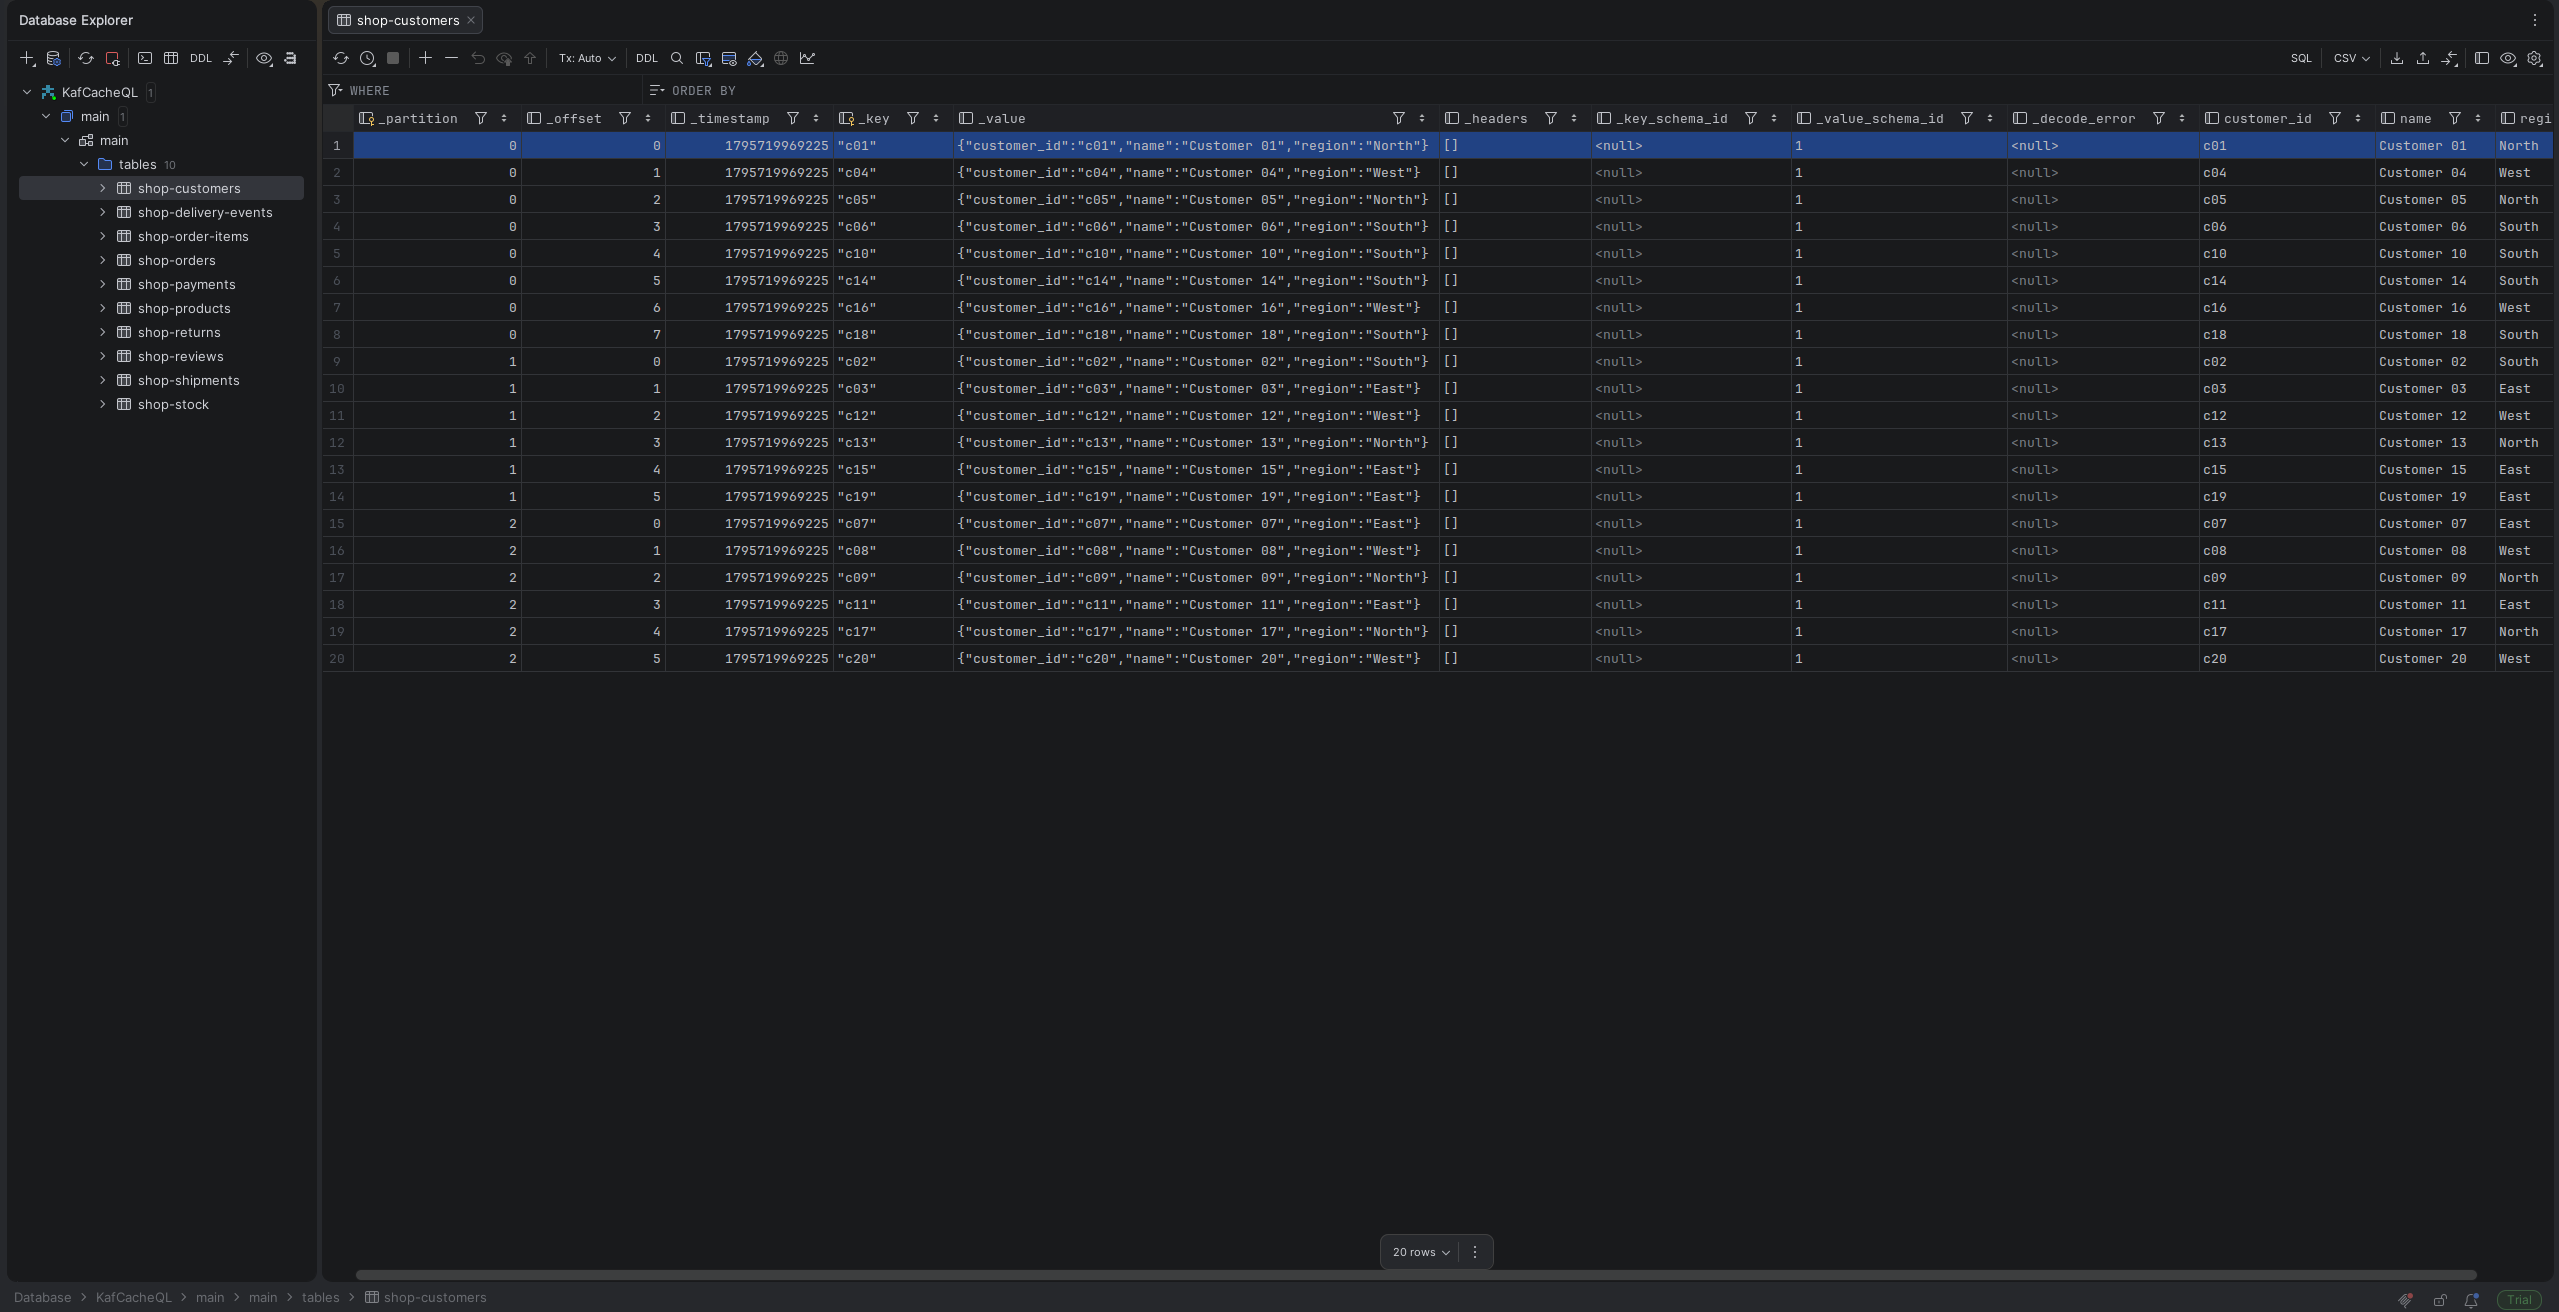 Database Explorer
shop-customers
DDL
Tx: Auto
DDL
SQL
CSV
WHERE
ORDER BY
KafCacheQL 1
main 1
main
tables 10
shop-customers
shop-delivery-events
shop-order-items
shop-orders
shop-payments
shop-products
shop-returns
shop-reviews
shop-shipments
shop-stock
_partition _offset _timestamp _key _value _headers _key_schema_id _value_schema_id _decode_error customer_id name regi
1 0 0 1795719969225 "c01" {"customer_id":"c01","name":"Customer 01","region":"North"} [] <null> 1 <null> c01 Customer 01 North
2 0 1 1795719969225 "c04" {"customer_id":"c04","name":"Customer 04","region":"West"} [] <null> 1 <null> c04 Customer 04 West
3 0 2 1795719969225 "c05" {"customer_id":"c05","name":"Customer 05","region":"North"} [] <null> 1 <null> c05 Customer 05 North
4 0 3 1795719969225 "c06" {"customer_id":"c06","name":"Customer 06","region":"South"} [] <null> 1 <null> c06 Customer 06 South
5 0 4 1795719969225 "c10" {"customer_id":"c10","name":"Customer 10","region":"South"} [] <null> 1 <null> c10 Customer 10 South
6 0 5 1795719969225 "c14" {"customer_id":"c14","name":"Customer 14","region":"South"} [] <null> 1 <null> c14 Customer 14 South
7 0 6 1795719969225 "c16" {"customer_id":"c16","name":"Customer 16","region":"West"} [] <null> 1 <null> c16 Customer 16 West
8 0 7 1795719969225 "c18" {"customer_id":"c18","name":"Customer 18","region":"South"} [] <null> 1 <null> c18 Customer 18 South
9 1 0 1795719969225 "c02" {"customer_id":"c02","name":"Customer 02","region":"South"} [] <null> 1 <null> c02 Customer 02 South
10 1 1 1795719969225 "c03" {"customer_id":"c03","name":"Customer 03","region":"East"} [] <null> 1 <null> c03 Customer 03 East
11 1 2 1795719969225 "c12" {"customer_id":"c12","name":"Customer 12","region":"West"} [] <null> 1 <null> c12 Customer 12 West
12 1 3 1795719969225 "c13" {"customer_id":"c13","name":"Customer 13","region":"North"} [] <null> 1 <null> c13 Customer 13 North
13 1 4 1795719969225 "c15" {"customer_id":"c15","name":"Customer 15","region":"East"} [] <null> 1 <null> c15 Customer 15 East
14 1 5 1795719969225 "c19" {"customer_id":"c19","name":"Customer 19","region":"East"} [] <null> 1 <null> c19 Customer 19 East
15 2 0 1795719969225 "c07" {"customer_id":"c07","name":"Customer 07","region":"East"} [] <null> 1 <null> c07 Customer 07 East
16 2 1 1795719969225 "c08" {"customer_id":"c08","name":"Customer 08","region":"West"} [] <null> 1 <null> c08 Customer 08 West
17 2 2 1795719969225 "c09" {"customer_id":"c09","name":"Customer 09","region":"North"} [] <null> 1 <null> c09 Customer 09 North
18 2 3 1795719969225 "c11" {"customer_id":"c11","name":"Customer 11","region":"East"} [] <null> 1 <null> c11 Customer 11 East
19 2 4 1795719969225 "c17" {"customer_id":"c17","name":"Customer 17","region":"North"} [] <null> 1 <null> c17 Customer 17 North
20 2 5 1795719969225 "c20" {"customer_id":"c20","name":"Customer 20","region":"West"} [] <null> 1 <null> c20 Customer 20 West
20 rows
Database > KafCacheQL > main > main > tables > shop-customers
Trial